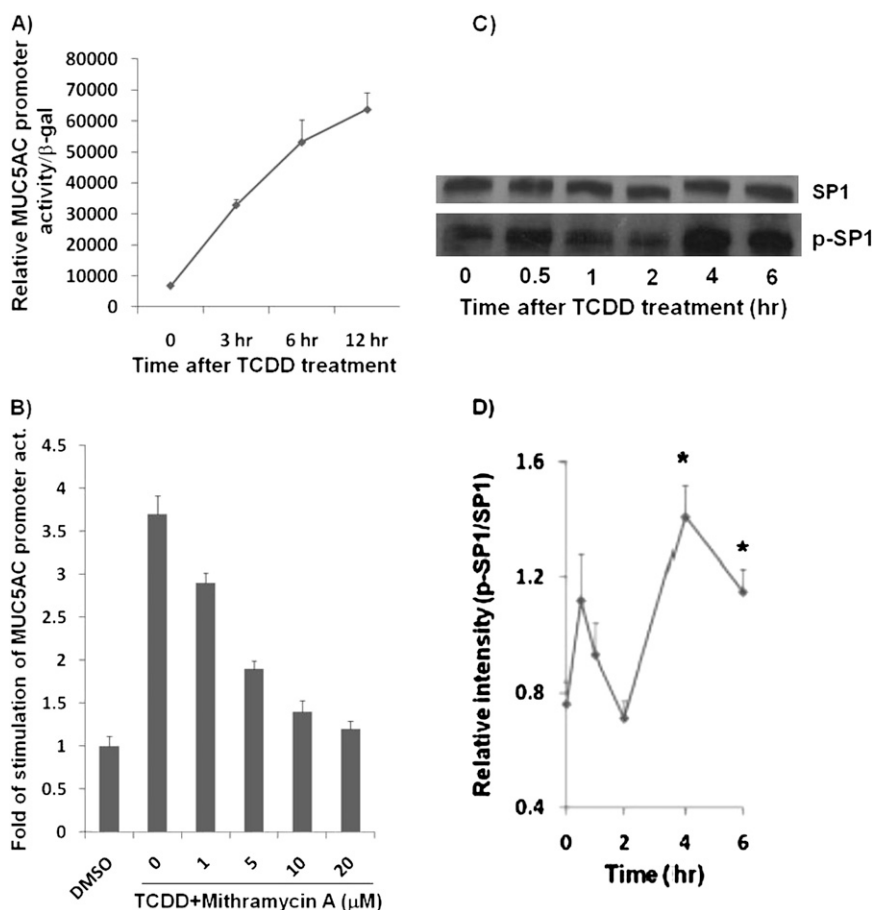 A)
Relative MUC5AC promoter
activity/β-gal
80000
70000
60000
50000
40000
30000
20000
10000
0
0 3 hr 6 hr 12 hr
Time after TCDD treatment
B)
Fold of stimulation of MUC5AC promoter act.
4.5
4
3.5
3
2.5
2
1.5
1
0.5
0
DMSO 0 1 5 10 20
TCDD+Mithramycin A (μM)
C)
SP1
p-SP1
0 0.5 1 2 4 6
Time after TCDD treatment (hr)
D)
Relative intensity (p-SP1/SP1)
1.6
1.2
0.8
0.4
* *
0 2 4 6
Time (hr)